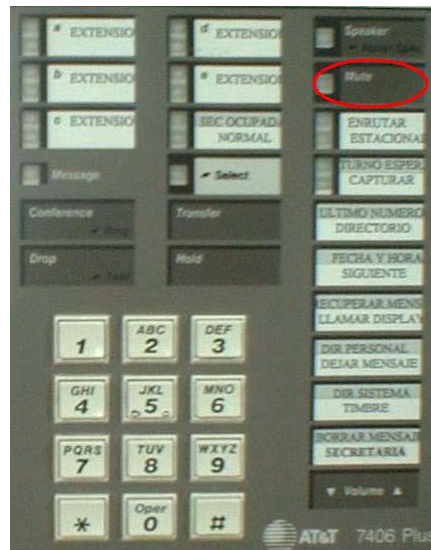 a EXTENSIO
d EXTENSIO
Speaker
b EXTENSIO
e EXTENSIO
Mute
c EXTENSIO
SEC OCUPADA
NORMAL
ENRUTAR
ESTACIONA
Message
Select
TURNO ESPER
CAPTURAR
Conference
Ring
Transfer
ULTIMO NUMERO
DIRECTORIO
Drop
Test
Hold
FECHA Y HORA
SIGUIENTE
RECUPERAR MENS
LLAMAR DISPLAY
1
ABC
2
DEF
3
DIR PERSONAL
DEJAR MENSAJE
GHI
4
JKL
5
MNO
6
DIR SISTEMA
TIMBRE
PQRS
7
TUV
8
WXYZ
9
BORRAR MENSAJE
SECRETARIA
▼ Volume ▲
*
Oper
0
#
AT&T 7406 Plus